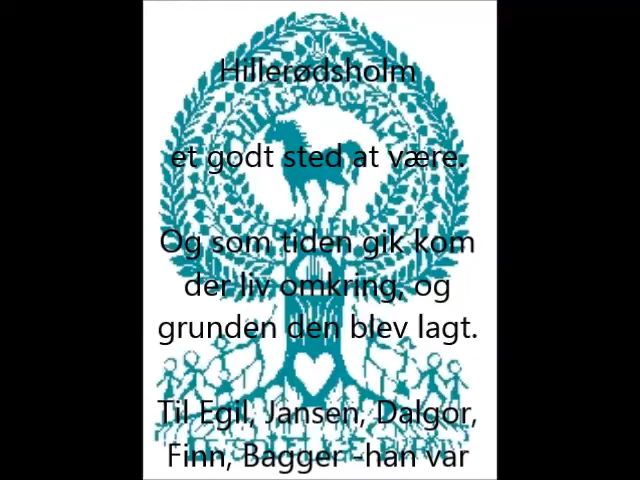 Hillerødsholm
HILLERØDSHOLM
et godt sted at være.
Og som tiden gik kom
der liv omkring, og
grunden den blev lagt.
Til Egil, Jansen, Dalgor,
Finn, Bagger -han var